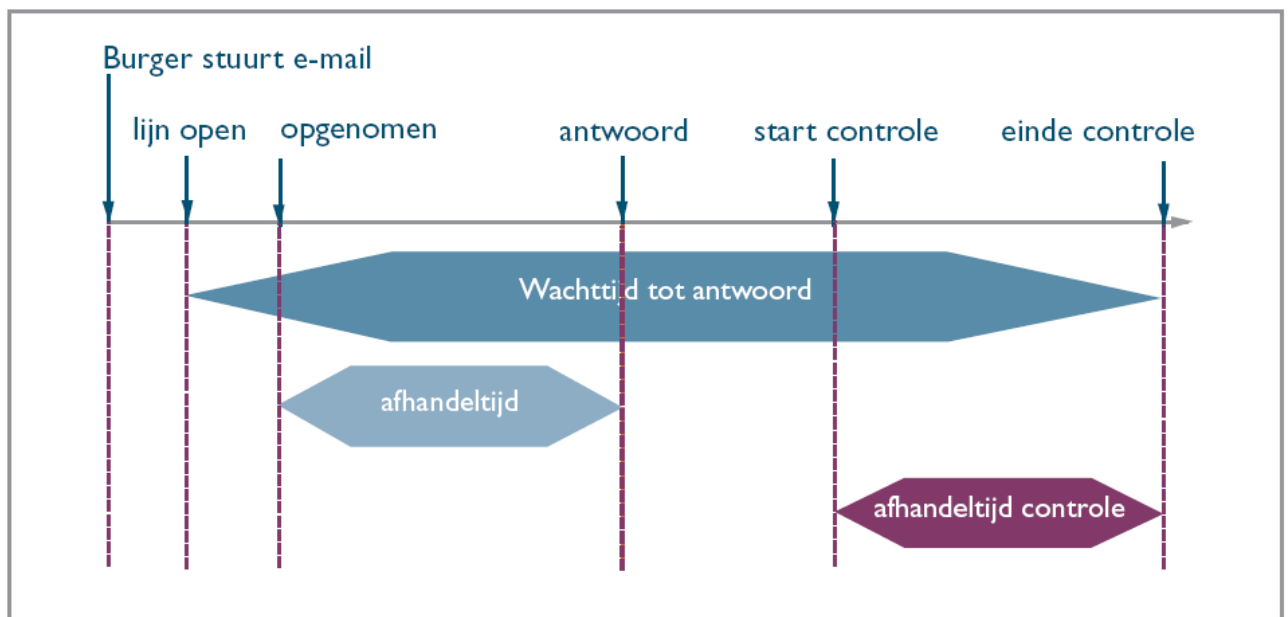 Burger stuurt e-mail
lijn open
opgenomen
antwoord
start controle
einde controle
Wachttijd tot antwoord
afhandeltijd
afhandeltijd controle